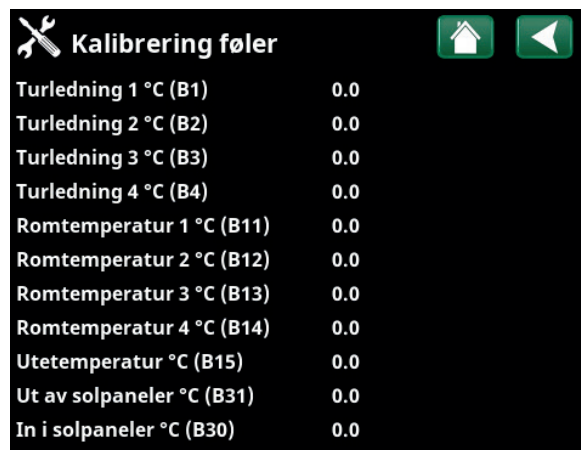 Kalibrering føler
Turledning 1 °C (B1) 0.0
Turledning 2 °C (B2) 0.0
Turledning 3 °C (B3) 0.0
Turledning 4 °C (B4) 0.0
Romtemperatur 1 °C (B11) 0.0
Romtemperatur 2 °C (B12) 0.0
Romtemperatur 3 °C (B13) 0.0
Romtemperatur 4 °C (B14) 0.0
Utetemperatur °C (B15) 0.0
Ut av solpaneler °C (B31) 0.0
In i solpaneler °C (B30) 0.0